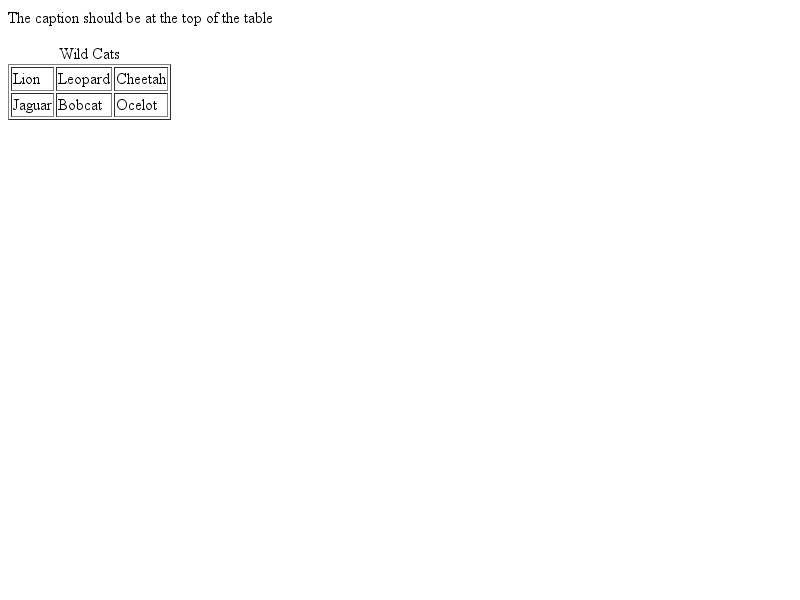 The caption should be at the top of the table
Wild Cats
Lion Leopard Cheetah
Jaguar Bobcat Ocelot